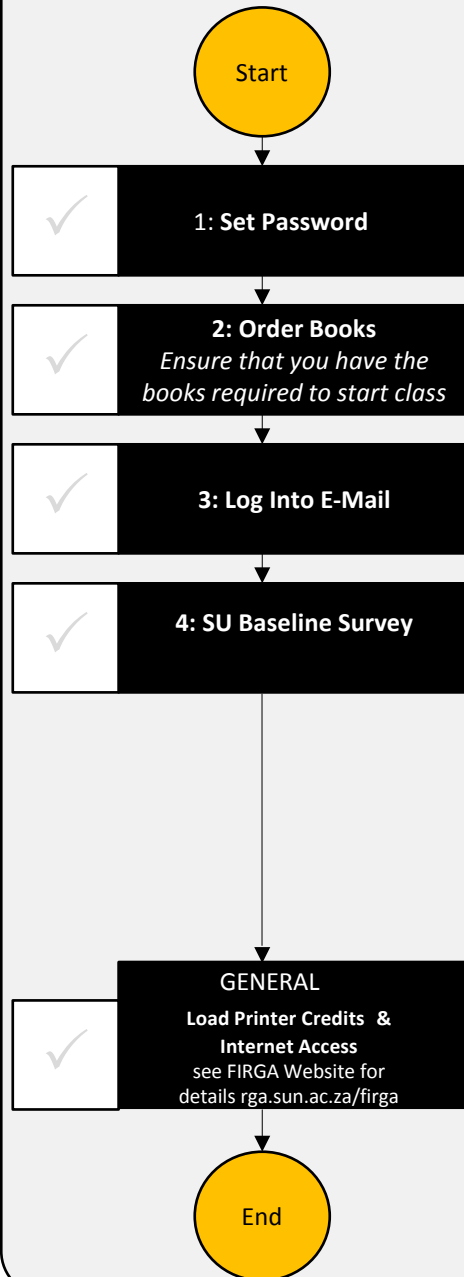 Start
1: Set Password
2: Order Books
Ensure that you have the
books required to start class
3: Log Into E-Mail
4: SU Baseline Survey
GENERAL
Load Printer Credits &
Internet Access
see FIRGA Website for
details rga.sun.ac.za/firga
End